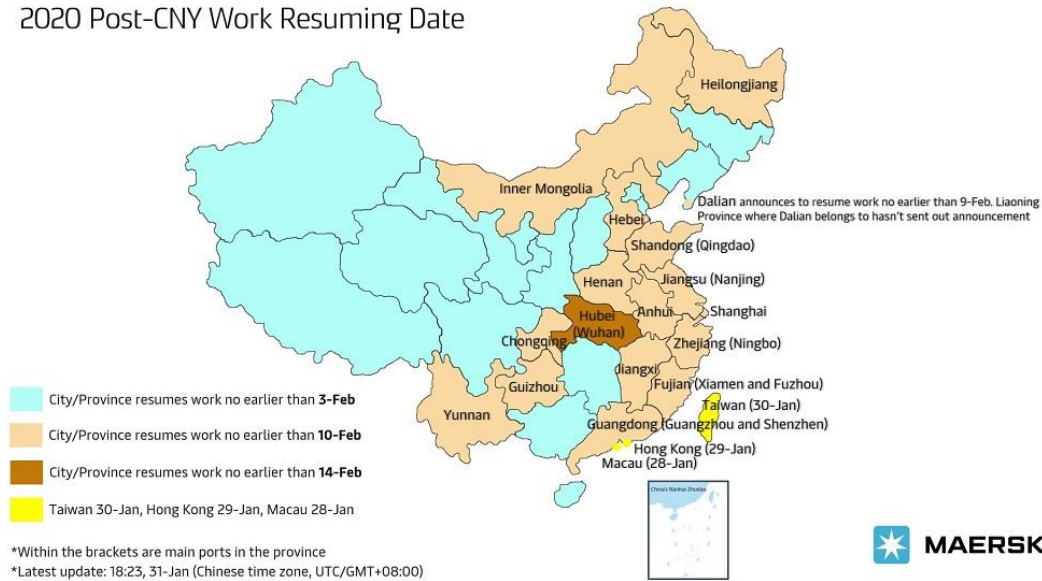 2020 Post-CNY Work Resuming Date
Heilongjiang
Inner Mongolia
Dalian announces to resume work no earlier than 9-Feb. Liaoning
Province where Dalian belongs to hasn't sent out announcement
Hebei
Shandong (Qingdao)
Henan
Jiangsu (Nanjing)
Anhui
Shanghai
Hubei
(Wuhan)
Chongqing
Zhejiang (Ningbo)
Jiangxi
Guizhou
Fujian (Xiamen and Fuzhou)
Yunnan
Taiwan (30-Jan)
Guangdong (Guangzhou and Shenzhen)
Hong Kong (29-Jan)
Macau (28-Jan)
City/Province resumes work no earlier than 3-Feb
City/Province resumes work no earlier than 10-Feb
City/Province resumes work no earlier than 14-Feb
Taiwan 30-Jan, Hong Kong 29-Jan, Macau 28-Jan
China's Nanhai Zhudao
*Within the brackets are main ports in the province
*Latest update: 18:23, 31-Jan (Chinese time zone, UTC/GMT+08:00)
MAERSK